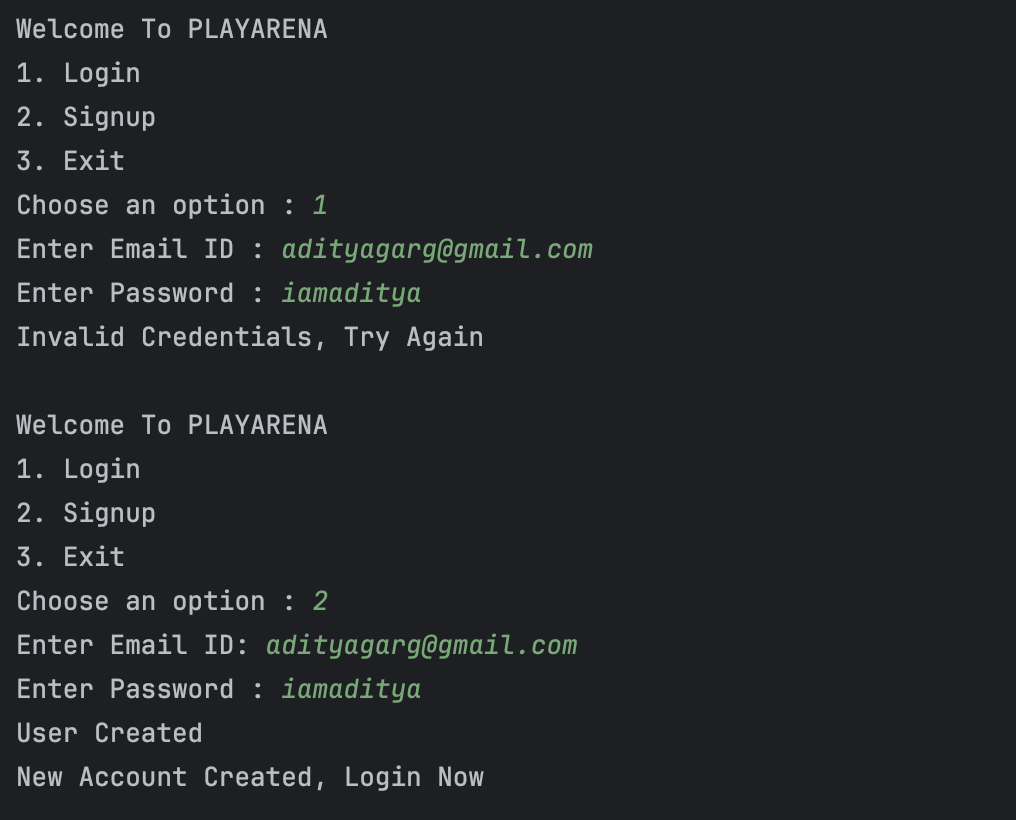 Welcome To PLAYARENA
1. Login
2. Signup
3. Exit
Choose an option : 1
Enter Email ID : adityagarg@gmail.com
Enter Password : iamaditya
Invalid Credentials, Try Again

Welcome To PLAYARENA
1. Login
2. Signup
3. Exit
Choose an option : 2
Enter Email ID: adityagarg@gmail.com
Enter Password : iamaditya
User Created
New Account Created, Login Now